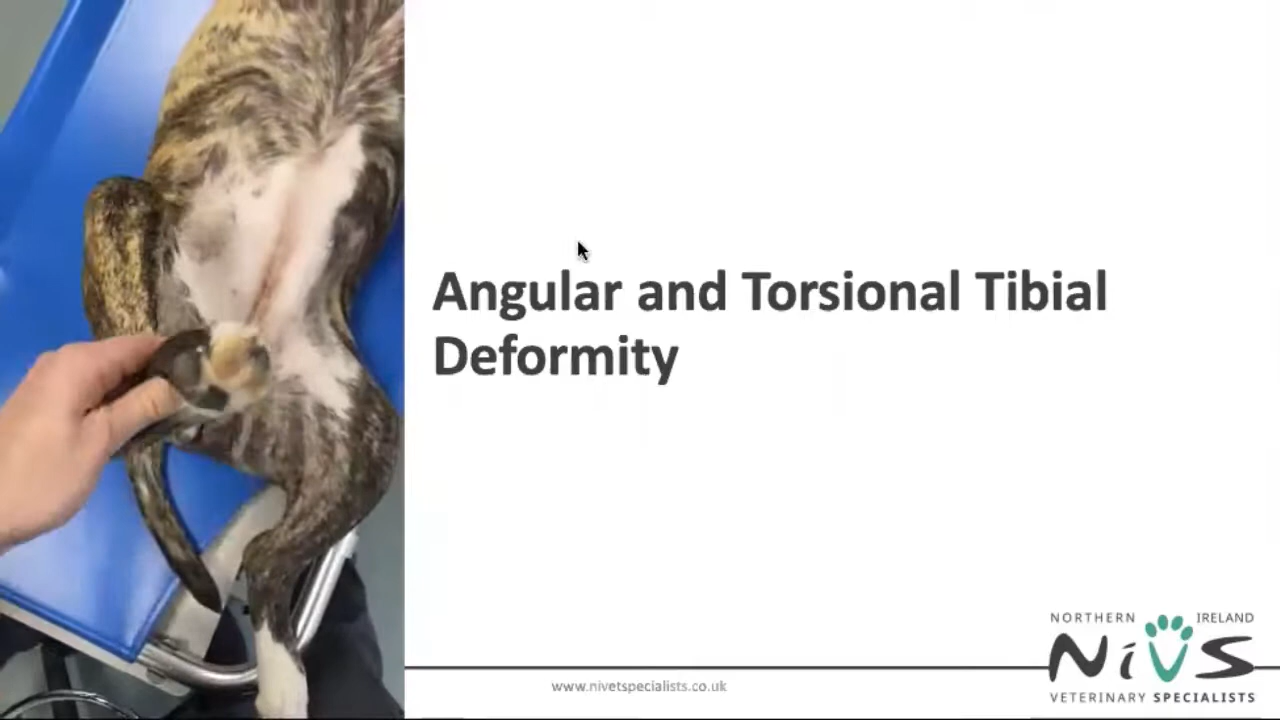 Angular and Torsional Tibial
Deformity
www.nivetspecialists.co.uk
NORTHERN IRELAND
NiVS
VETERINARY SPECIALISTS